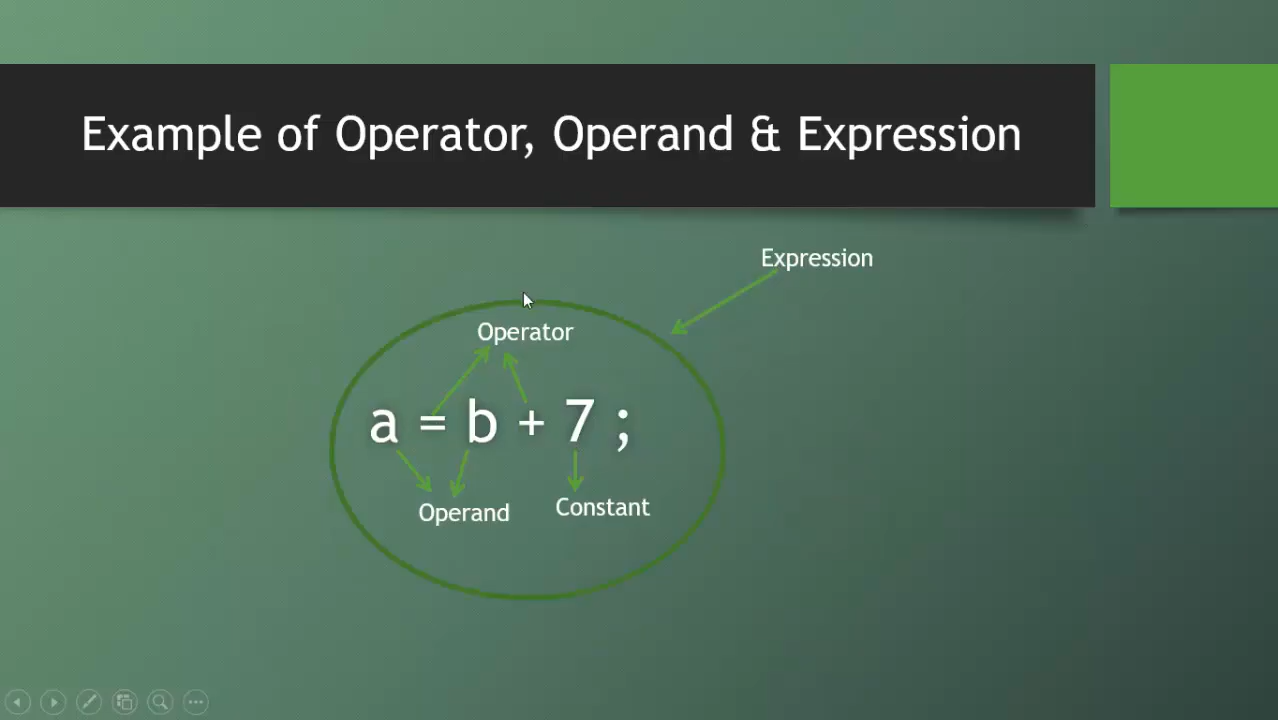 Example of Operator, Operand & Expression
Expression
Operator
a = b + 7 ;
Operand
Constant